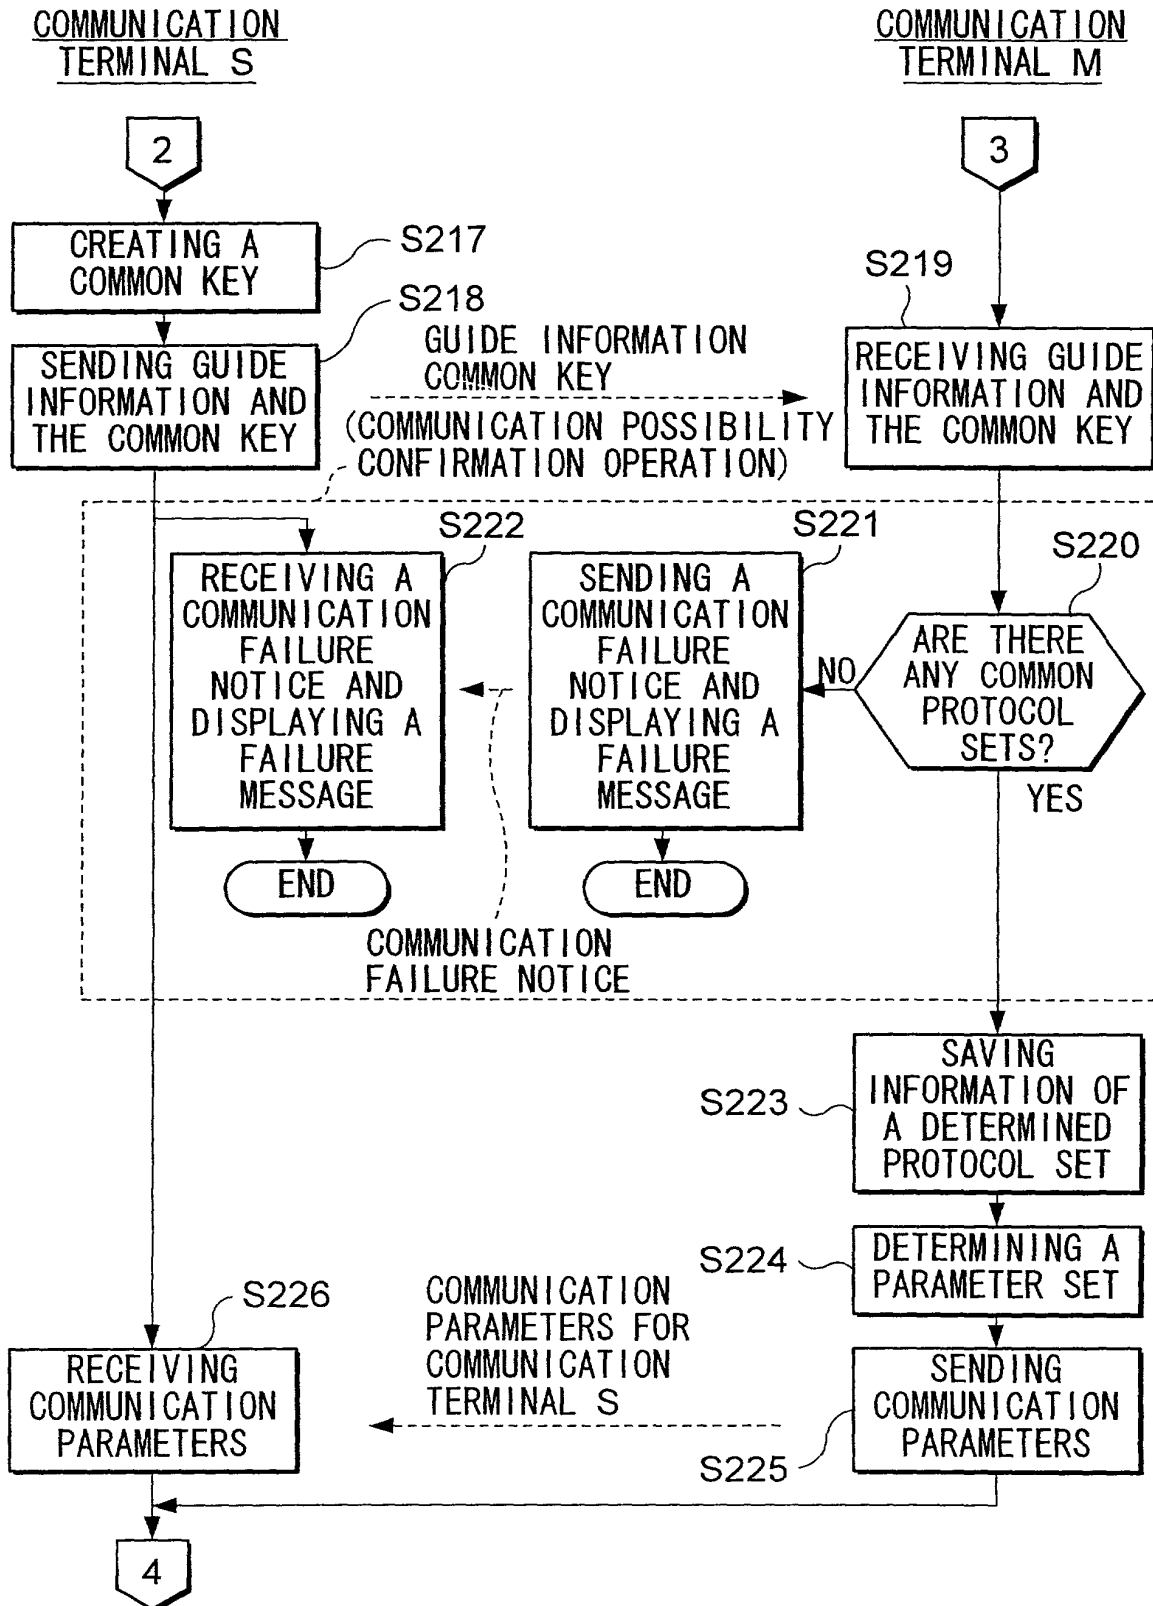 COMMUNICATION
TERMINAL S
COMMUNICATION
TERMINAL M
2
3
CREATING A
COMMON KEY
S217
S218
SENDING GUIDE
INFORMATION AND
THE COMMON KEY
GUIDE INFORMATION
COMMON KEY
(COMMUNICATION POSSIBILITY
CONFIRMATION OPERATION)
S219
RECEIVING GUIDE
INFORMATION AND
THE COMMON KEY
S222
RECEIVING A
COMMUNICATION
FAILURE
NOTICE AND
DISPLAYING A
FAILURE
MESSAGE
END
S221
SENDING A
COMMUNICATION
FAILURE
NOTICE AND
DISPLAYING A
FAILURE
MESSAGE
END
S220
ARE THERE
ANY COMMON
PROTOCOL
SETS?
NO
YES
COMMUNICATION
FAILURE NOTICE
S223
SAVING
INFORMATION OF
A DETERMINED
PROTOCOL SET
S224
DETERMINING A
PARAMETER SET
S226
RECEIVING
COMMUNICATION
PARAMETERS
COMMUNICATION
PARAMETERS FOR
COMMUNICATION
TERMINAL S
S225
SENDING
COMMUNICATION
PARAMETERS
4